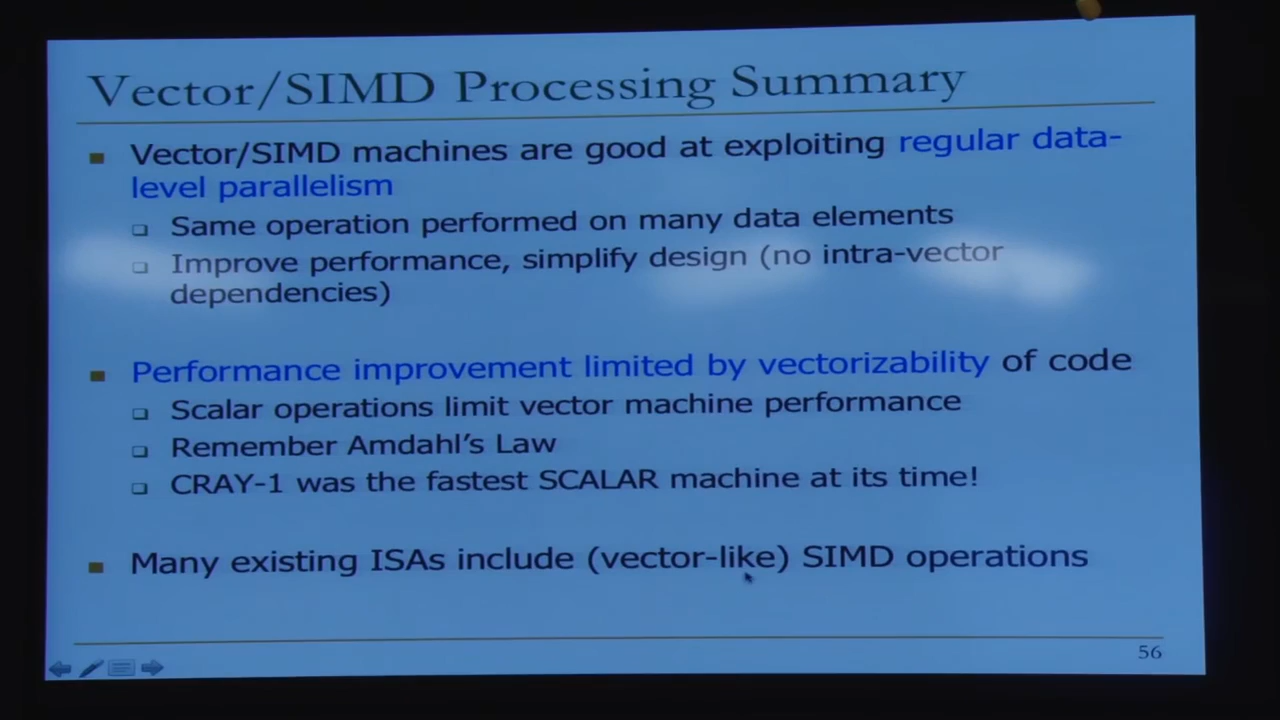 Vector/SIMD Processing Summary
Vector/SIMD machines are good at exploiting regular data-
level parallelism
Same operation performed on many data elements
Improve performance, simplify design (no intra-vector
dependencies)
Performance improvement limited by vectorizability of code
Scalar operations limit vector machine performance
Remember Amdahl's Law
CRAY-1 was the fastest SCALAR machine at its time!
Many existing ISAs include (vector-like) SIMD operations
56